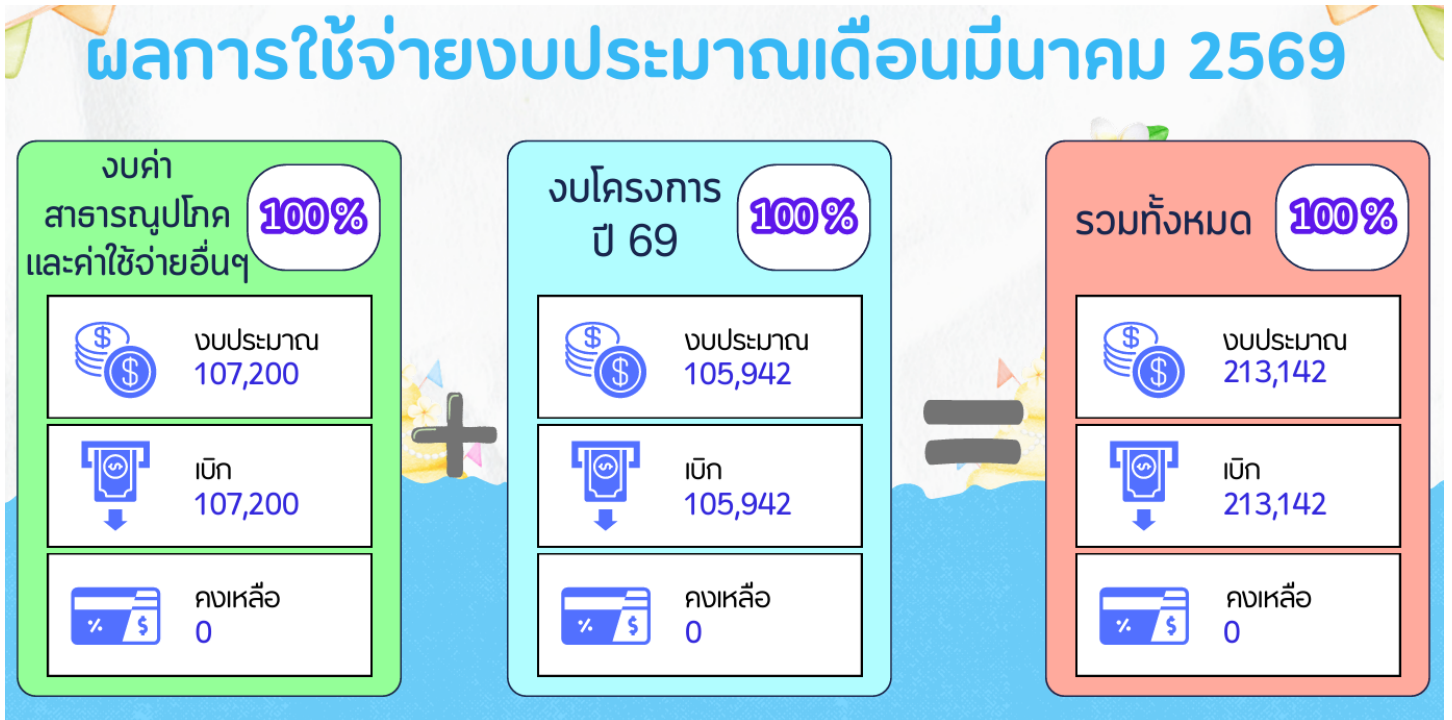 ผลการใช้จ่ายงบประมาณเดือนมีนาคม 2569
งบค่า
สาธารณูปโภค
และค่าใช้จ่ายอื่นๆ
100%
งบประมาณ
107,200
เบิก
107,200
คงเหลือ
0
งบโครงการ
ปี 69
100%
งบประมาณ
105,942
เบิก
105,942
คงเหลือ
0
รวมทั้งหมด
100%
งบประมาณ
213,142
เบิก
213,142
คงเหลือ
0